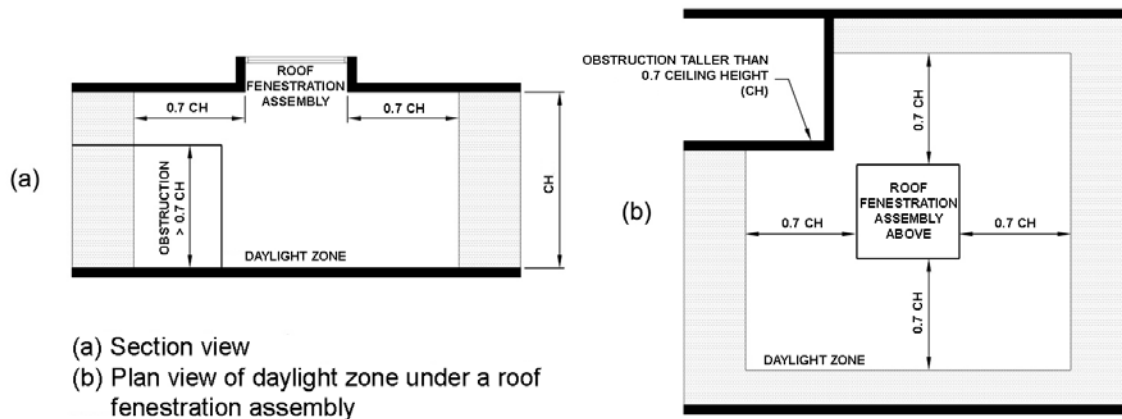 ROOF
FENESTRATION
ASSEMBLY
0.7 CH
0.7 CH
OBSTRUCTION
> 0.7 CH
CH
DAYLIGHT ZONE
(a)
(a) Section view
(b) Plan view of daylight zone under a roof
fenestration assembly
OBSTRUCTION TALLER THAN
0.7 CEILING HEIGHT
(CH)
0.7 CH
ROOF
FENESTRATION
ASSEMBLY
ABOVE
0.7 CH
0.7 CH
0.7 CH
DAYLIGHT ZONE
(b)